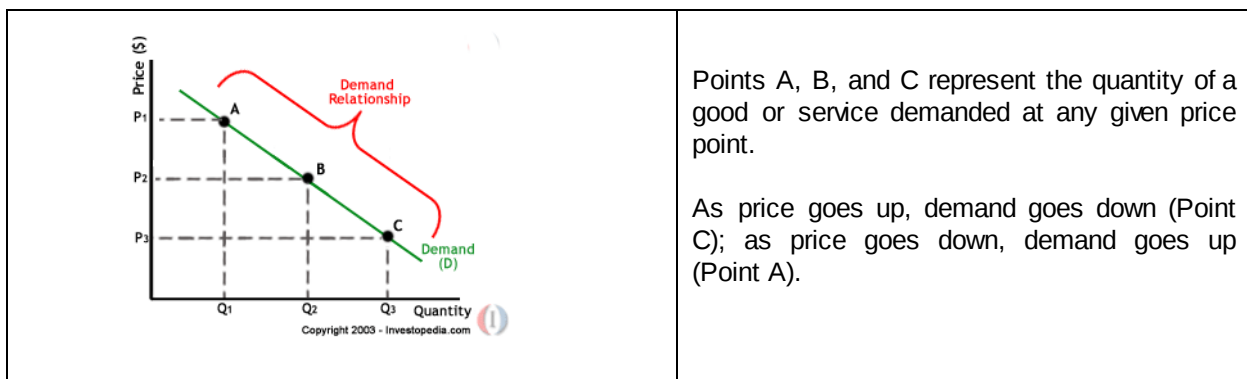 Price ($)
Demand
Relationship
P1
A
P2
B
P3
C
Demand
(D)
Q1
Q2
Q3
Quantity
Copyright 2003 - Investopedia.com
Points A, B, and C represent the quantity of a
good or service demanded at any given price
point.
As price goes up, demand goes down (Point
C); as price goes down, demand goes up
(Point A).